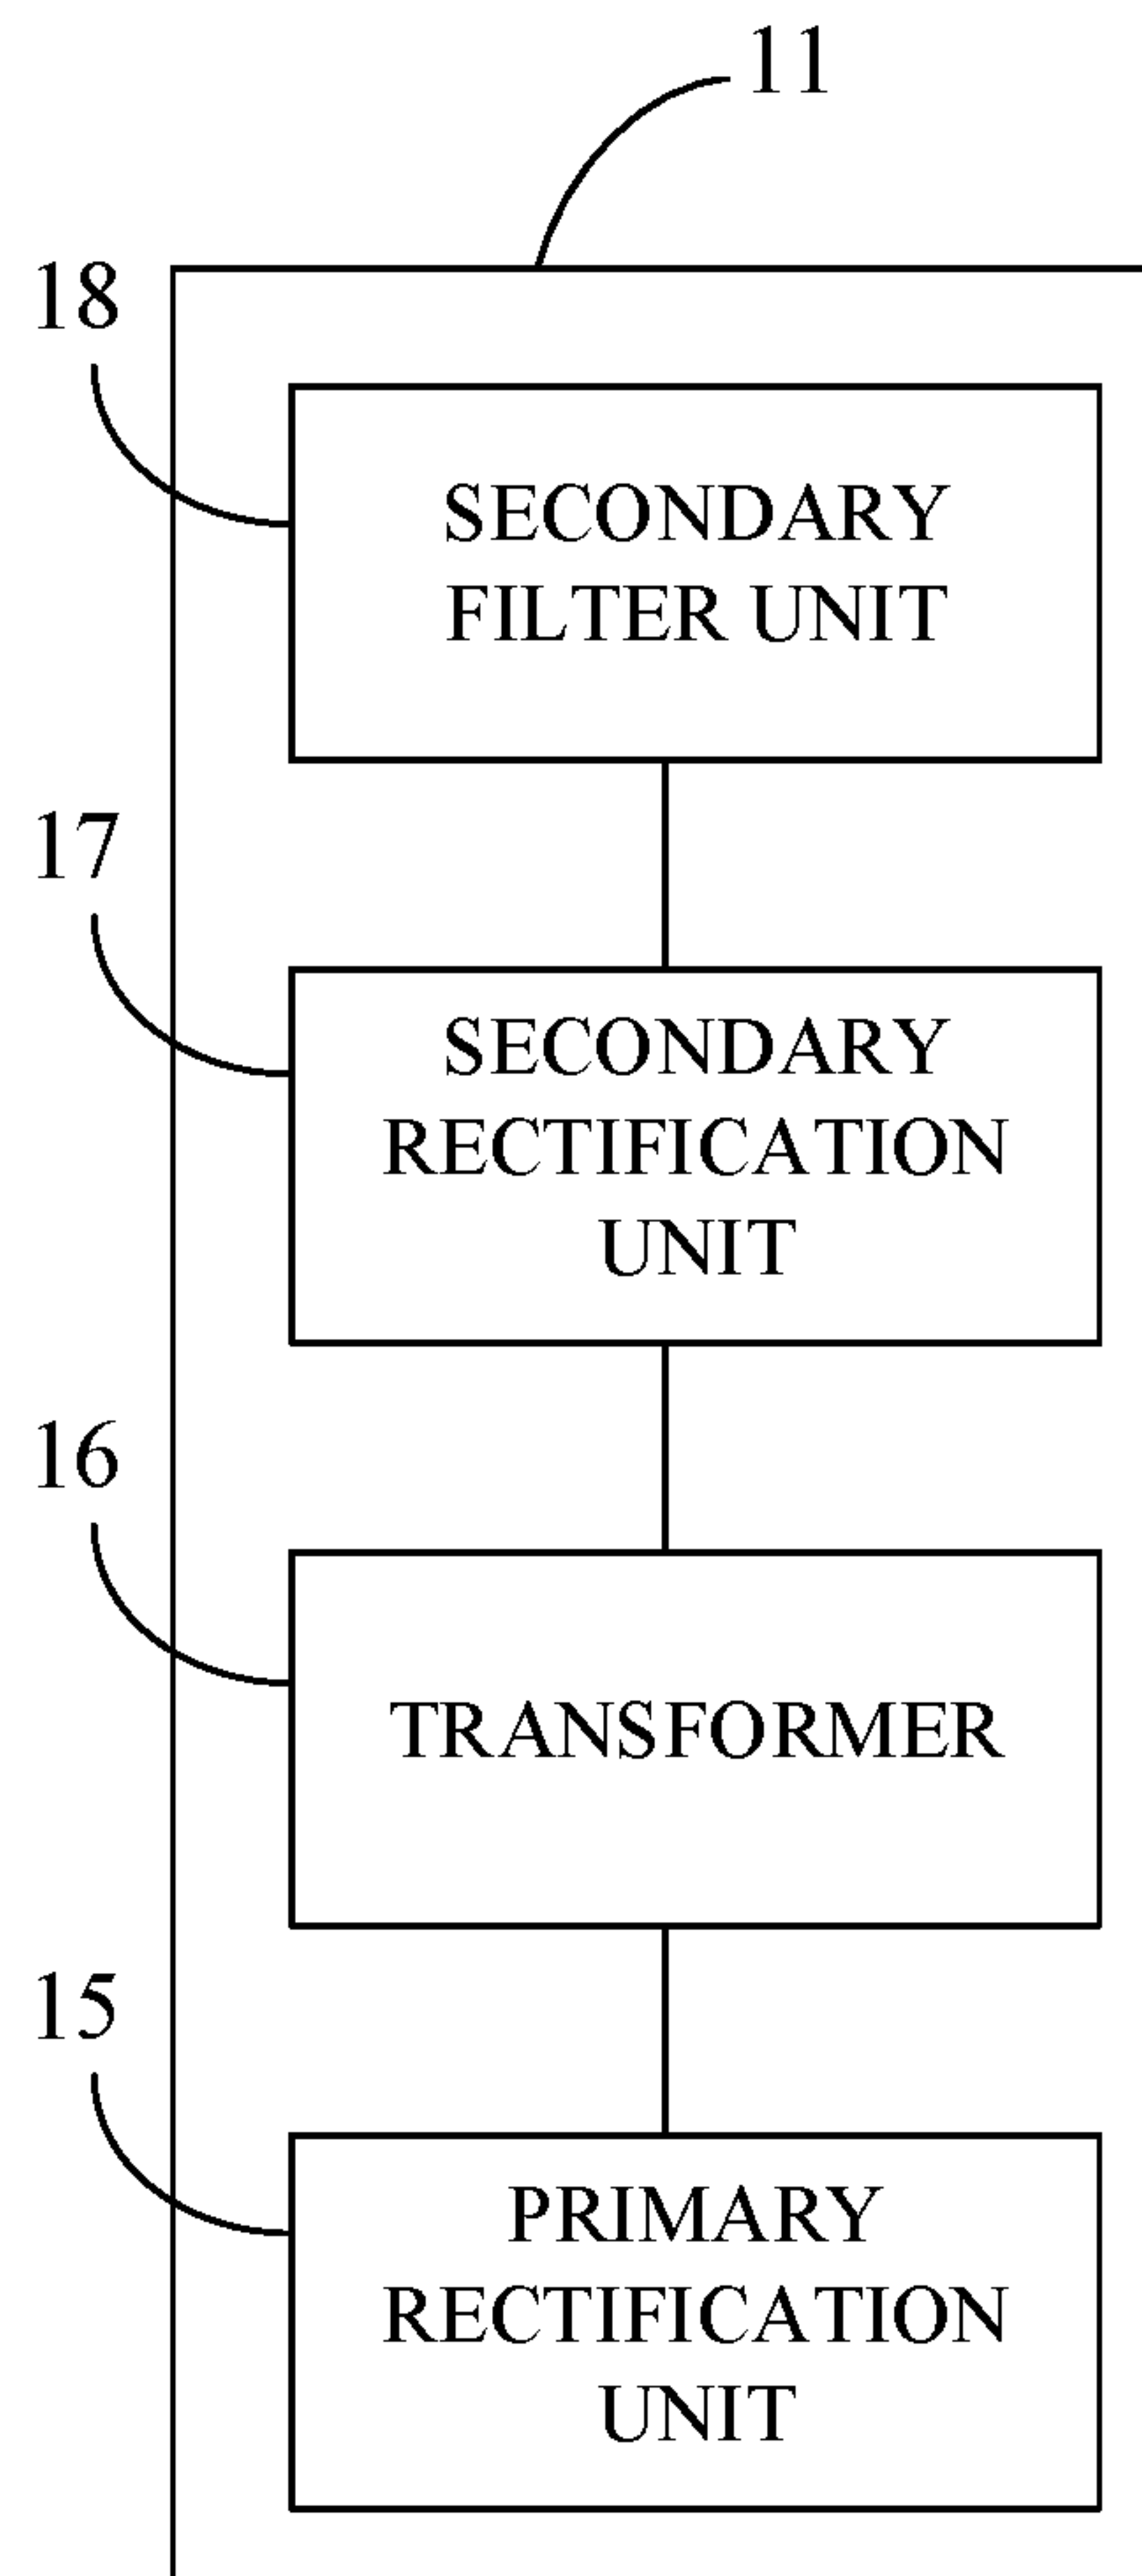 11
18
SECONDARY
FILTER UNIT
17
SECONDARY
RECTIFICATION
UNIT
16
TRANSFORMER
15
PRIMARY
RECTIFICATION
UNIT